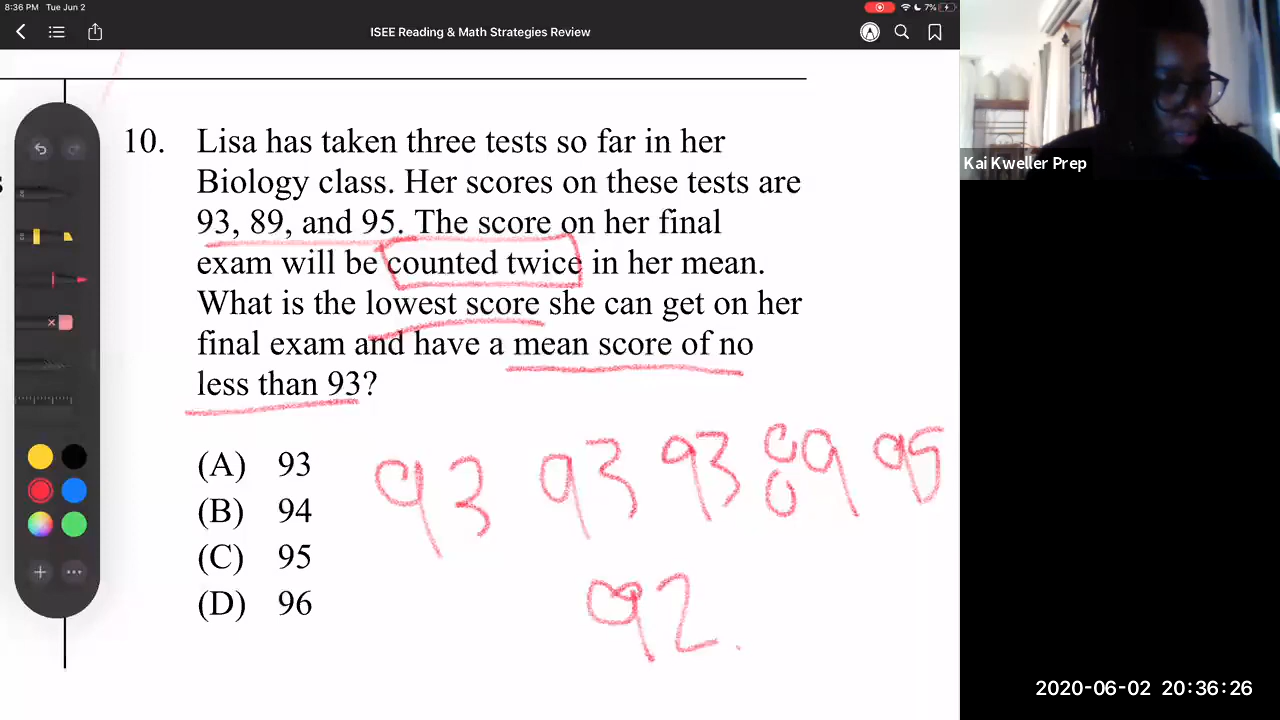 8:36 PM Tue Jun 2
7%
ISEE Reading & Math Strategies Review
Kai Kweller Prep
10. Lisa has taken three tests so far in her
Biology class. Her scores on these tests are
93, 89, and 95. The score on her final
exam will be counted twice in her mean.
What is the lowest score she can get on her
final exam and have a mean score of no
less than 93?
(A) 93
(B) 94
(C) 95
(D) 96
93 93 93 89 95
92.
2020-06-02 20:36:26